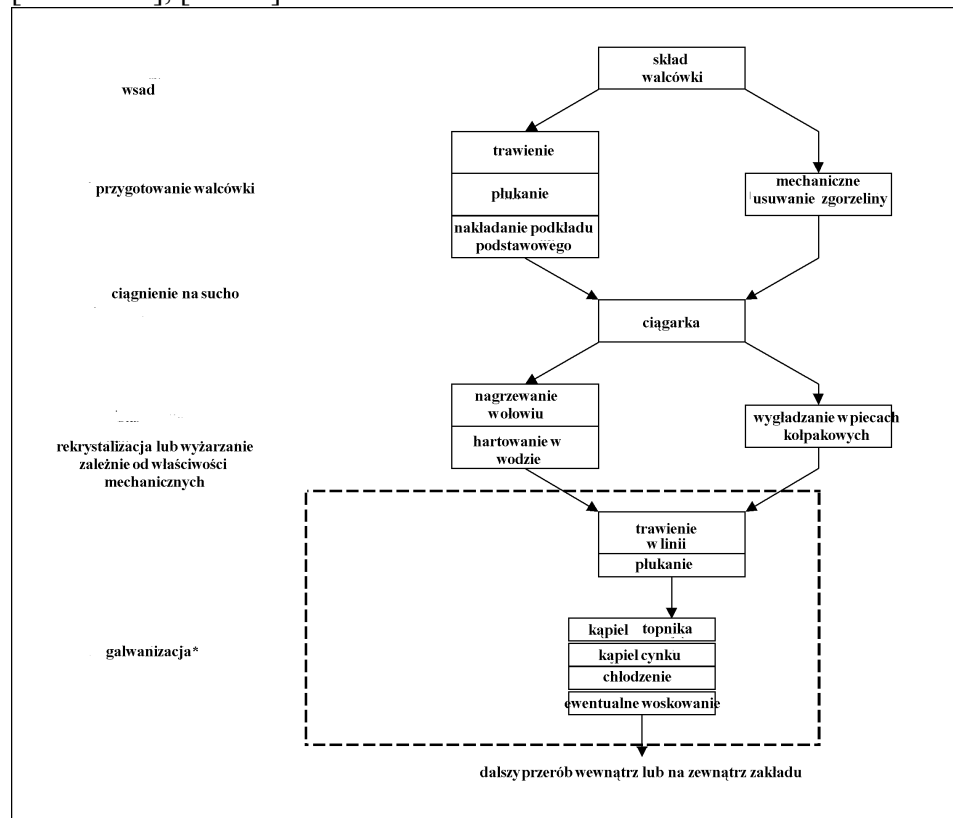 skład
walcówki
wsad
trawienie
płukanie
nakładanie podkładu
podstawowego
przygotowanie walcówki
mechaniczne
usuwanie zgorzeliny
ciągnienie na sucho
ciągarka
nagrzewanie
w ołowiu
hartowanie w
wodzie
wygładzanie w piecach
kołpakowych
rekrystalizacja lub wyżarzanie
zależnie od właściwości
mechanicznych
trawienie
w linii
płukanie
galwanizacja*
kąpiel topnika
kąpiel cynku
chłodzenie
ewentualne woskowanie
dalszy przerób wewnątrz lub na zewnątrz zakładu